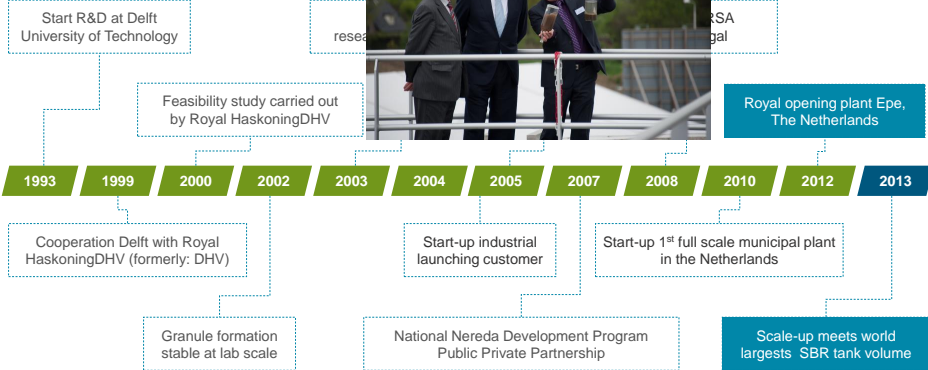 Start R&D at Delft
University of Technology
RSA
Feasibility study carried out
by Royal HaskoningDHV
Royal opening plant Epe,
The Netherlands
1993
1999
2000
2002
2003
2004
2005
2007
2008
2010
2012
2013
Cooperation Delft with Royal
HaskoningDHV (formerly: DHV)
Start-up industrial
launching customer
Start-up 1st full scale municipal plant
in the Netherlands
Granule formation
stable at lab scale
National Nereda Development Program
Public Private Partnership
Scale-up meets world
largests SBR tank volume